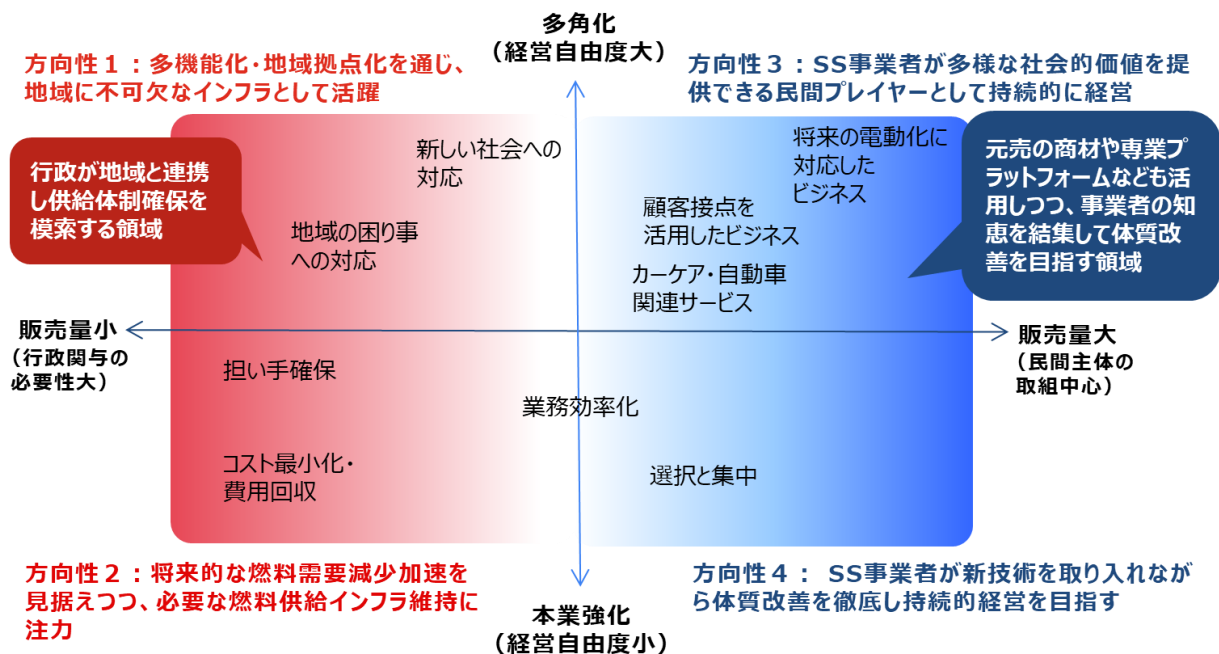 多角化
(経営自由度大)
方向性1：多機能化・地域拠点化を通じ、
地域に不可欠なインフラとして活躍
方向性3：SS事業者が多様な社会的価値を提
供できる民間プレイヤーとして持続的に経営
行政が地域と連携
し供給体制確保を
模索する領域
新しい社会への
対応
地域の困り事
への対応
将来の電動化に
対応した
ビジネス
顧客接点を
活用したビジネス
カーケア・自動車
関連サービス
元売の商材や専業プ
ラットフォームなども活
用しつつ、事業者の知
恵を結集して体質改
善を目指す領域
販売量小
(行政関与の
必要性大)
販売量大
(民間主体の
取組中心)
担い手確保
業務効率化
コスト最小化・
費用回収
選択と集中
方向性2：将来的な燃料需要減少加速を
見据えつつ、必要な燃料供給インフラ維持に
注力
方向性4： SS事業者が新技術を取り入れなが
ら体質改善を徹底し持続的経営を目指す
本業強化
(経営自由度小)